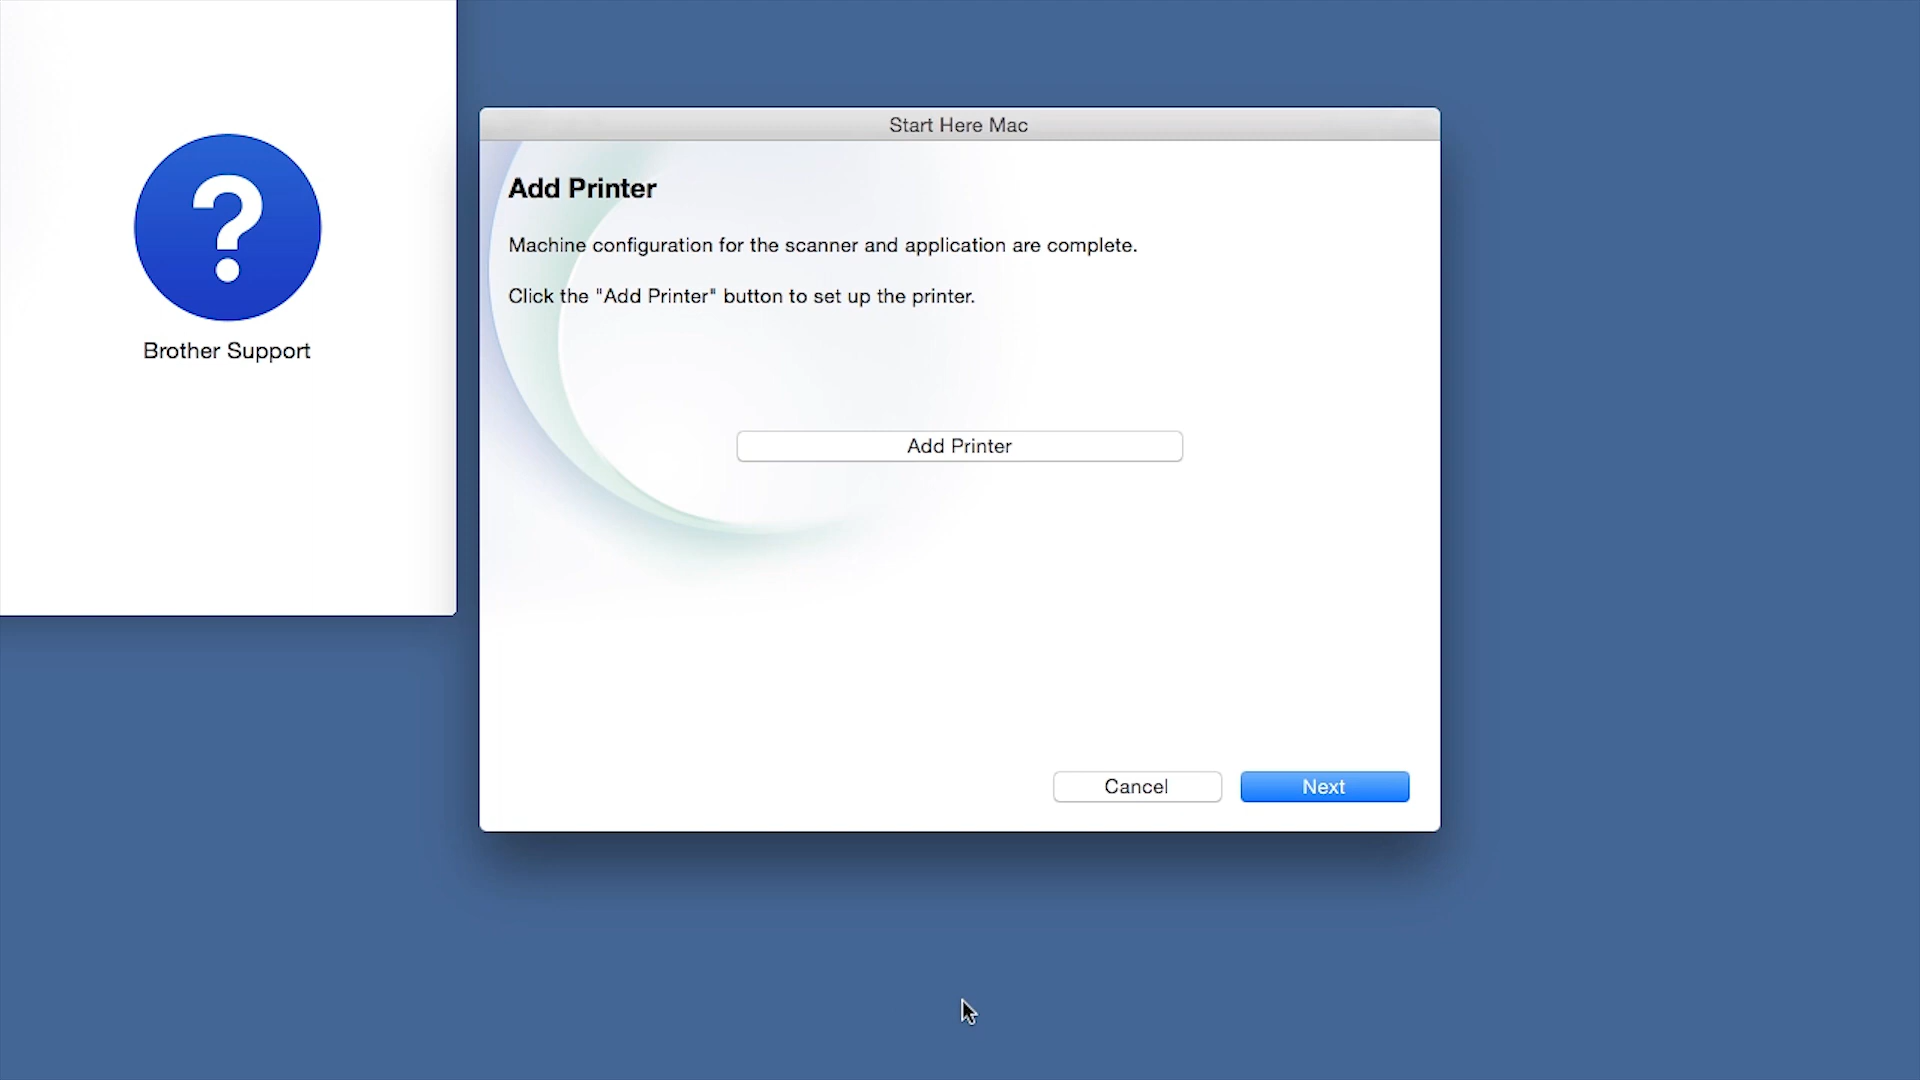 Start Here Mac
Add Printer
Machine configuration for the scanner and application are complete.
Click the "Add Printer" button to set up the printer.
Add Printer
Cancel
Next
?
Brother Support